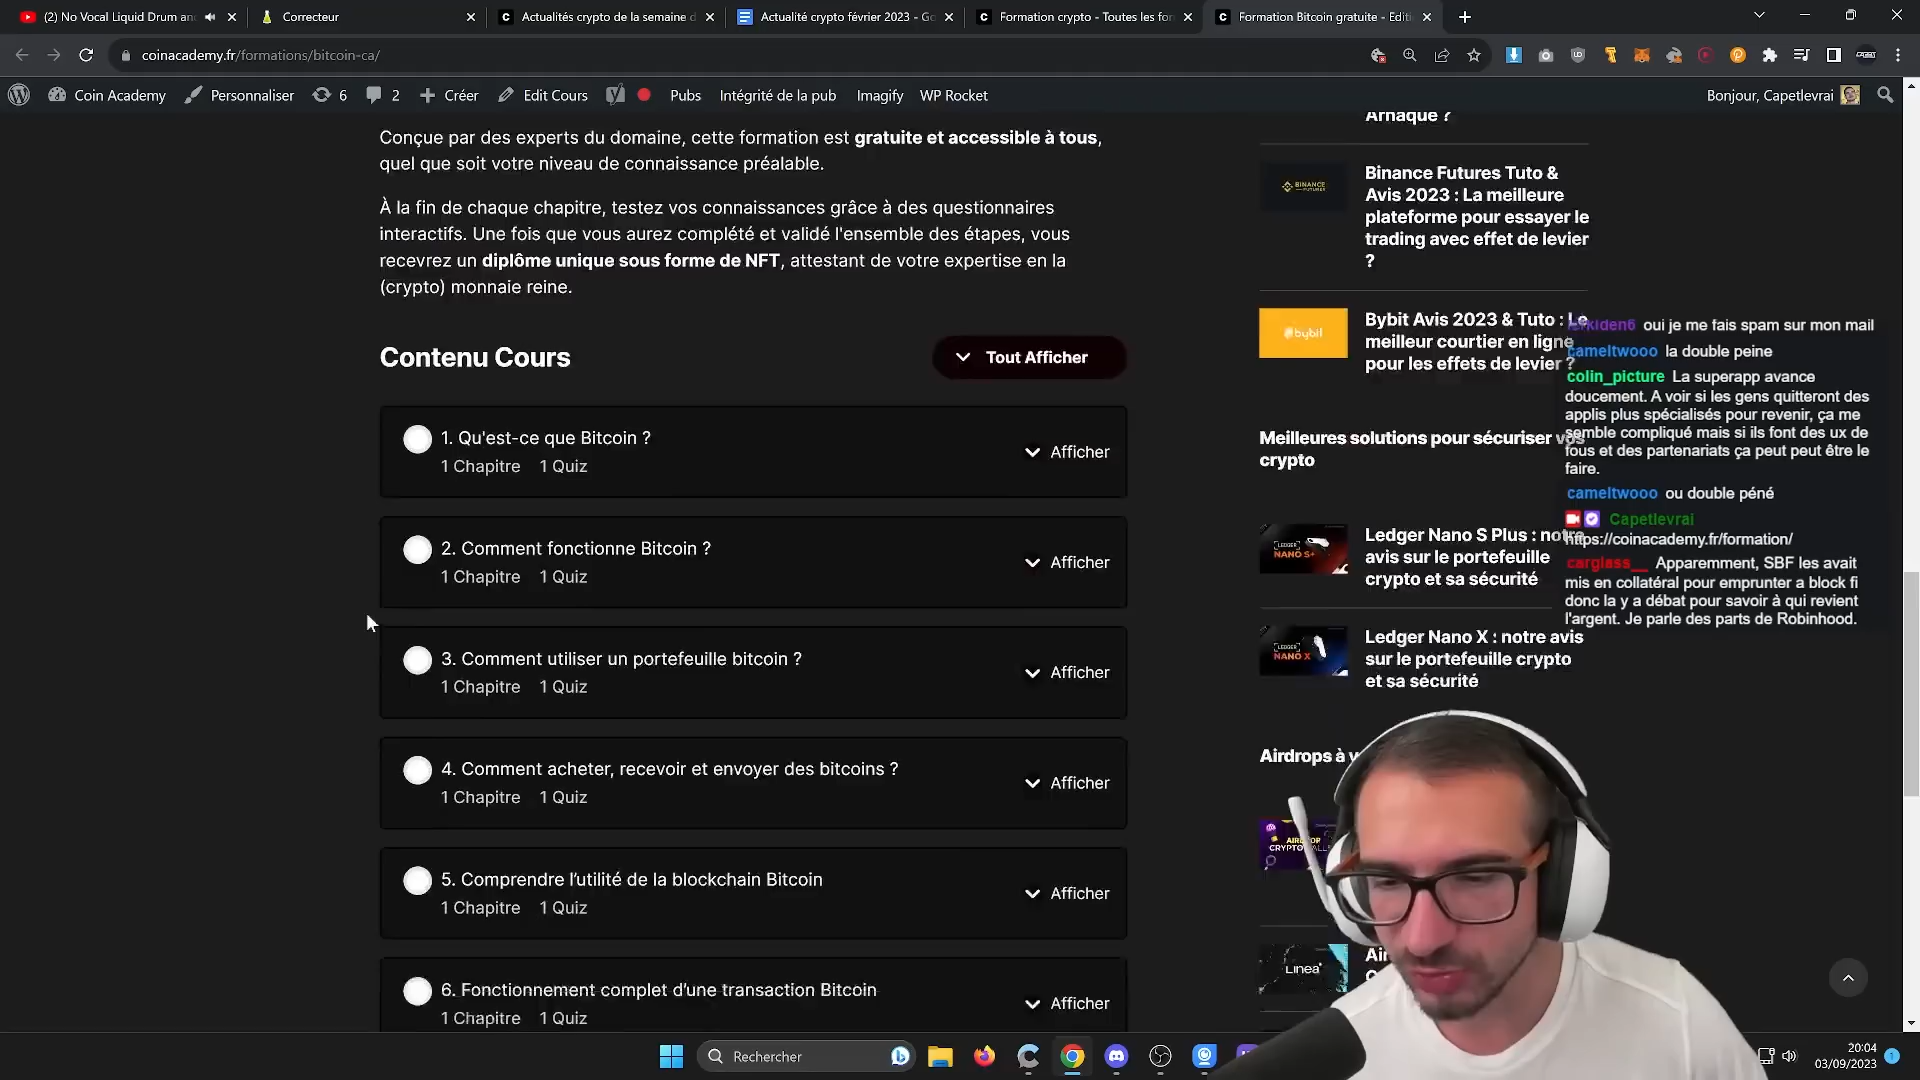 (2) No Vocal Liquid Drum an
Correcteur
Actualités crypto de la semaine d
Actualité crypto février 2023 - Go
Formation crypto - Toutes les for
Formation Bitcoin gratuite - Editi
coinacademy.fr/formations/bitcoin-ca/
Coin Academy
Personnaliser
6
2
Créer
Edit Cours
Pubs
Intégrité de la pub
Imagify
WP Rocket
Bonjour, Capetlevrai
Conçue par des experts du domaine, cette formation est gratuite et accessible à tous,
quel que soit votre niveau de connaissance préalable.
À la fin de chaque chapitre, testez vos connaissances grâce à des questionnaires
interactifs. Une fois que vous aurez complété et validé l'ensemble des étapes, vous
recevrez un diplôme unique sous forme de NFT, attestant de votre expertise en la
(crypto) monnaie reine.
Contenu Cours
Tout Afficher
1. Qu'est-ce que Bitcoin ?
1 Chapitre 1 Quiz
Afficher
2. Comment fonctionne Bitcoin ?
1 Chapitre 1 Quiz
Afficher
3. Comment utiliser un portefeuille bitcoin ?
1 Chapitre 1 Quiz
Afficher
4. Comment acheter, recevoir et envoyer des bitcoins ?
1 Chapitre 1 Quiz
Afficher
5. Comprendre l'utilité de la blockchain Bitcoin
1 Chapitre 1 Quiz
Afficher
6. Fonctionnement complet d'une transaction Bitcoin
1 Chapitre 1 Quiz
Afficher
Arnaque ?
BINANCE
FUTURES
Binance Futures Tuto &
Avis 2023 : La meilleure
plateforme pour essayer le
trading avec effet de levier
?
bybit
Bybit Avis 2023 & Tuto : Le
meilleur courtier en ligne
pour les effets de levier ?
Meilleures solutions pour sécuriser vos
crypto
LEDGER
NANO S+
Ledger Nano S Plus : notre
avis sur le portefeuille
crypto et sa sécurité
LEDGER
NANO X
Ledger Nano X : notre avis
sur le portefeuille crypto
et sa sécurité
Airdrops à v
Linea
Air
oui je me fais spam sur mon mail
cameltwooo la double peine
colin_picture La superapp avance
doucement. A voir si les gens quitteront des
applis plus spécialisés pour revenir, ça me
semble compliqué mais si ils font des ux de
fous et des partenariats ça peut peut être le
faire.
cameltwooo ou double péné
Capetlevrai
https://coinacademy.fr/formation/
carglass__ Apparemment, SBF les avait
mis en collatéral pour emprunter a block fi
donc la y a débat pour savoir à qui revient
l'argent. Je parle des parts de Robinhood.
Rechercher
20:04
03/09/2023
1